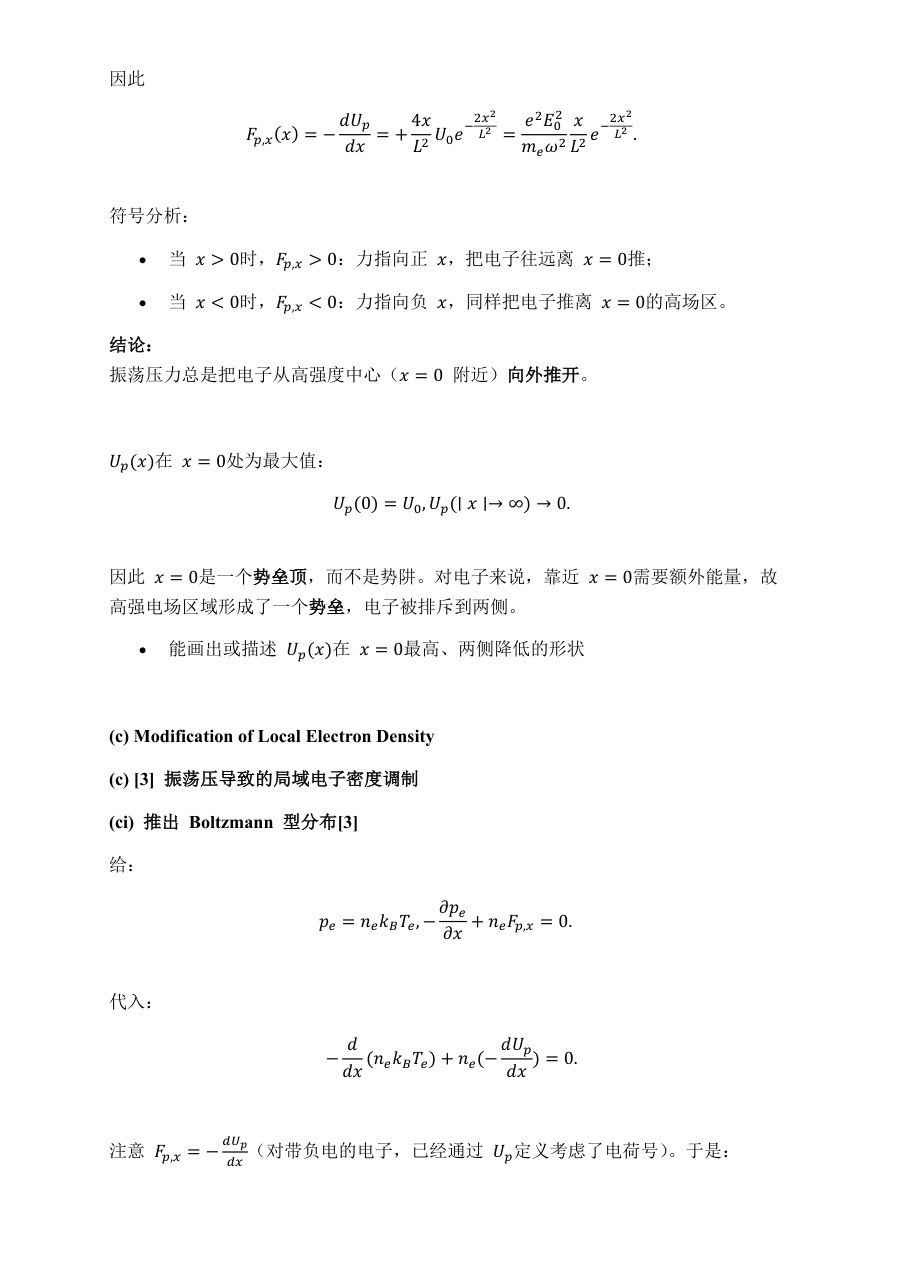 因此
F_{p,x}(x) = −\frac{dU_p}{dx} = +\frac{4x}{L^2} U_0 e^{−\frac{2x^2}{L^2}} = \frac{e^2E_0^2}{m_eω^2} \frac{x}{L^2} e^{−\frac{2x^2}{L^2}}.
符号分析：
• 当 x > 0时，F_{p,x} > 0：力指向正 x，把电子往远离 x = 0推；
• 当 x < 0时，F_{p,x} < 0：力指向负 x，同样把电子推离 x = 0的高场区。
结论：
振荡压力总是把电子从高强度中心（x = 0 附近）向外推开。
U_p(x)在 x = 0处为最大值：
U_p(0) = U_0, U_p(∣ x ∣→ ∞) → 0.
因此 x = 0是一个势垒顶，而不是势阱。对电子来说，靠近 x = 0需要额外能量，故
高强电场区域形成了一个势垒，电子被排斥到两侧。
• 能画出或描述 U_p(x)在 x = 0最高、两侧降低的形状
(c) Modification of Local Electron Density
(c) [3] 振荡压导致的局域电子密度调制
(ci) 推出 Boltzmann 型分布[3]
给：
p_e = n_ek_BT_e, −\frac{∂p_e}{∂x} + n_eF_{p,x} = 0.
代入：
−\frac{d}{dx}(n_ek_BT_e) + n_e(−\frac{dU_p}{dx}) = 0.
注意 F_{p,x} = −\frac{dU_p}{dx}（对带负电的电子，已经通过 U_p定义考虑了电荷号）。于是：